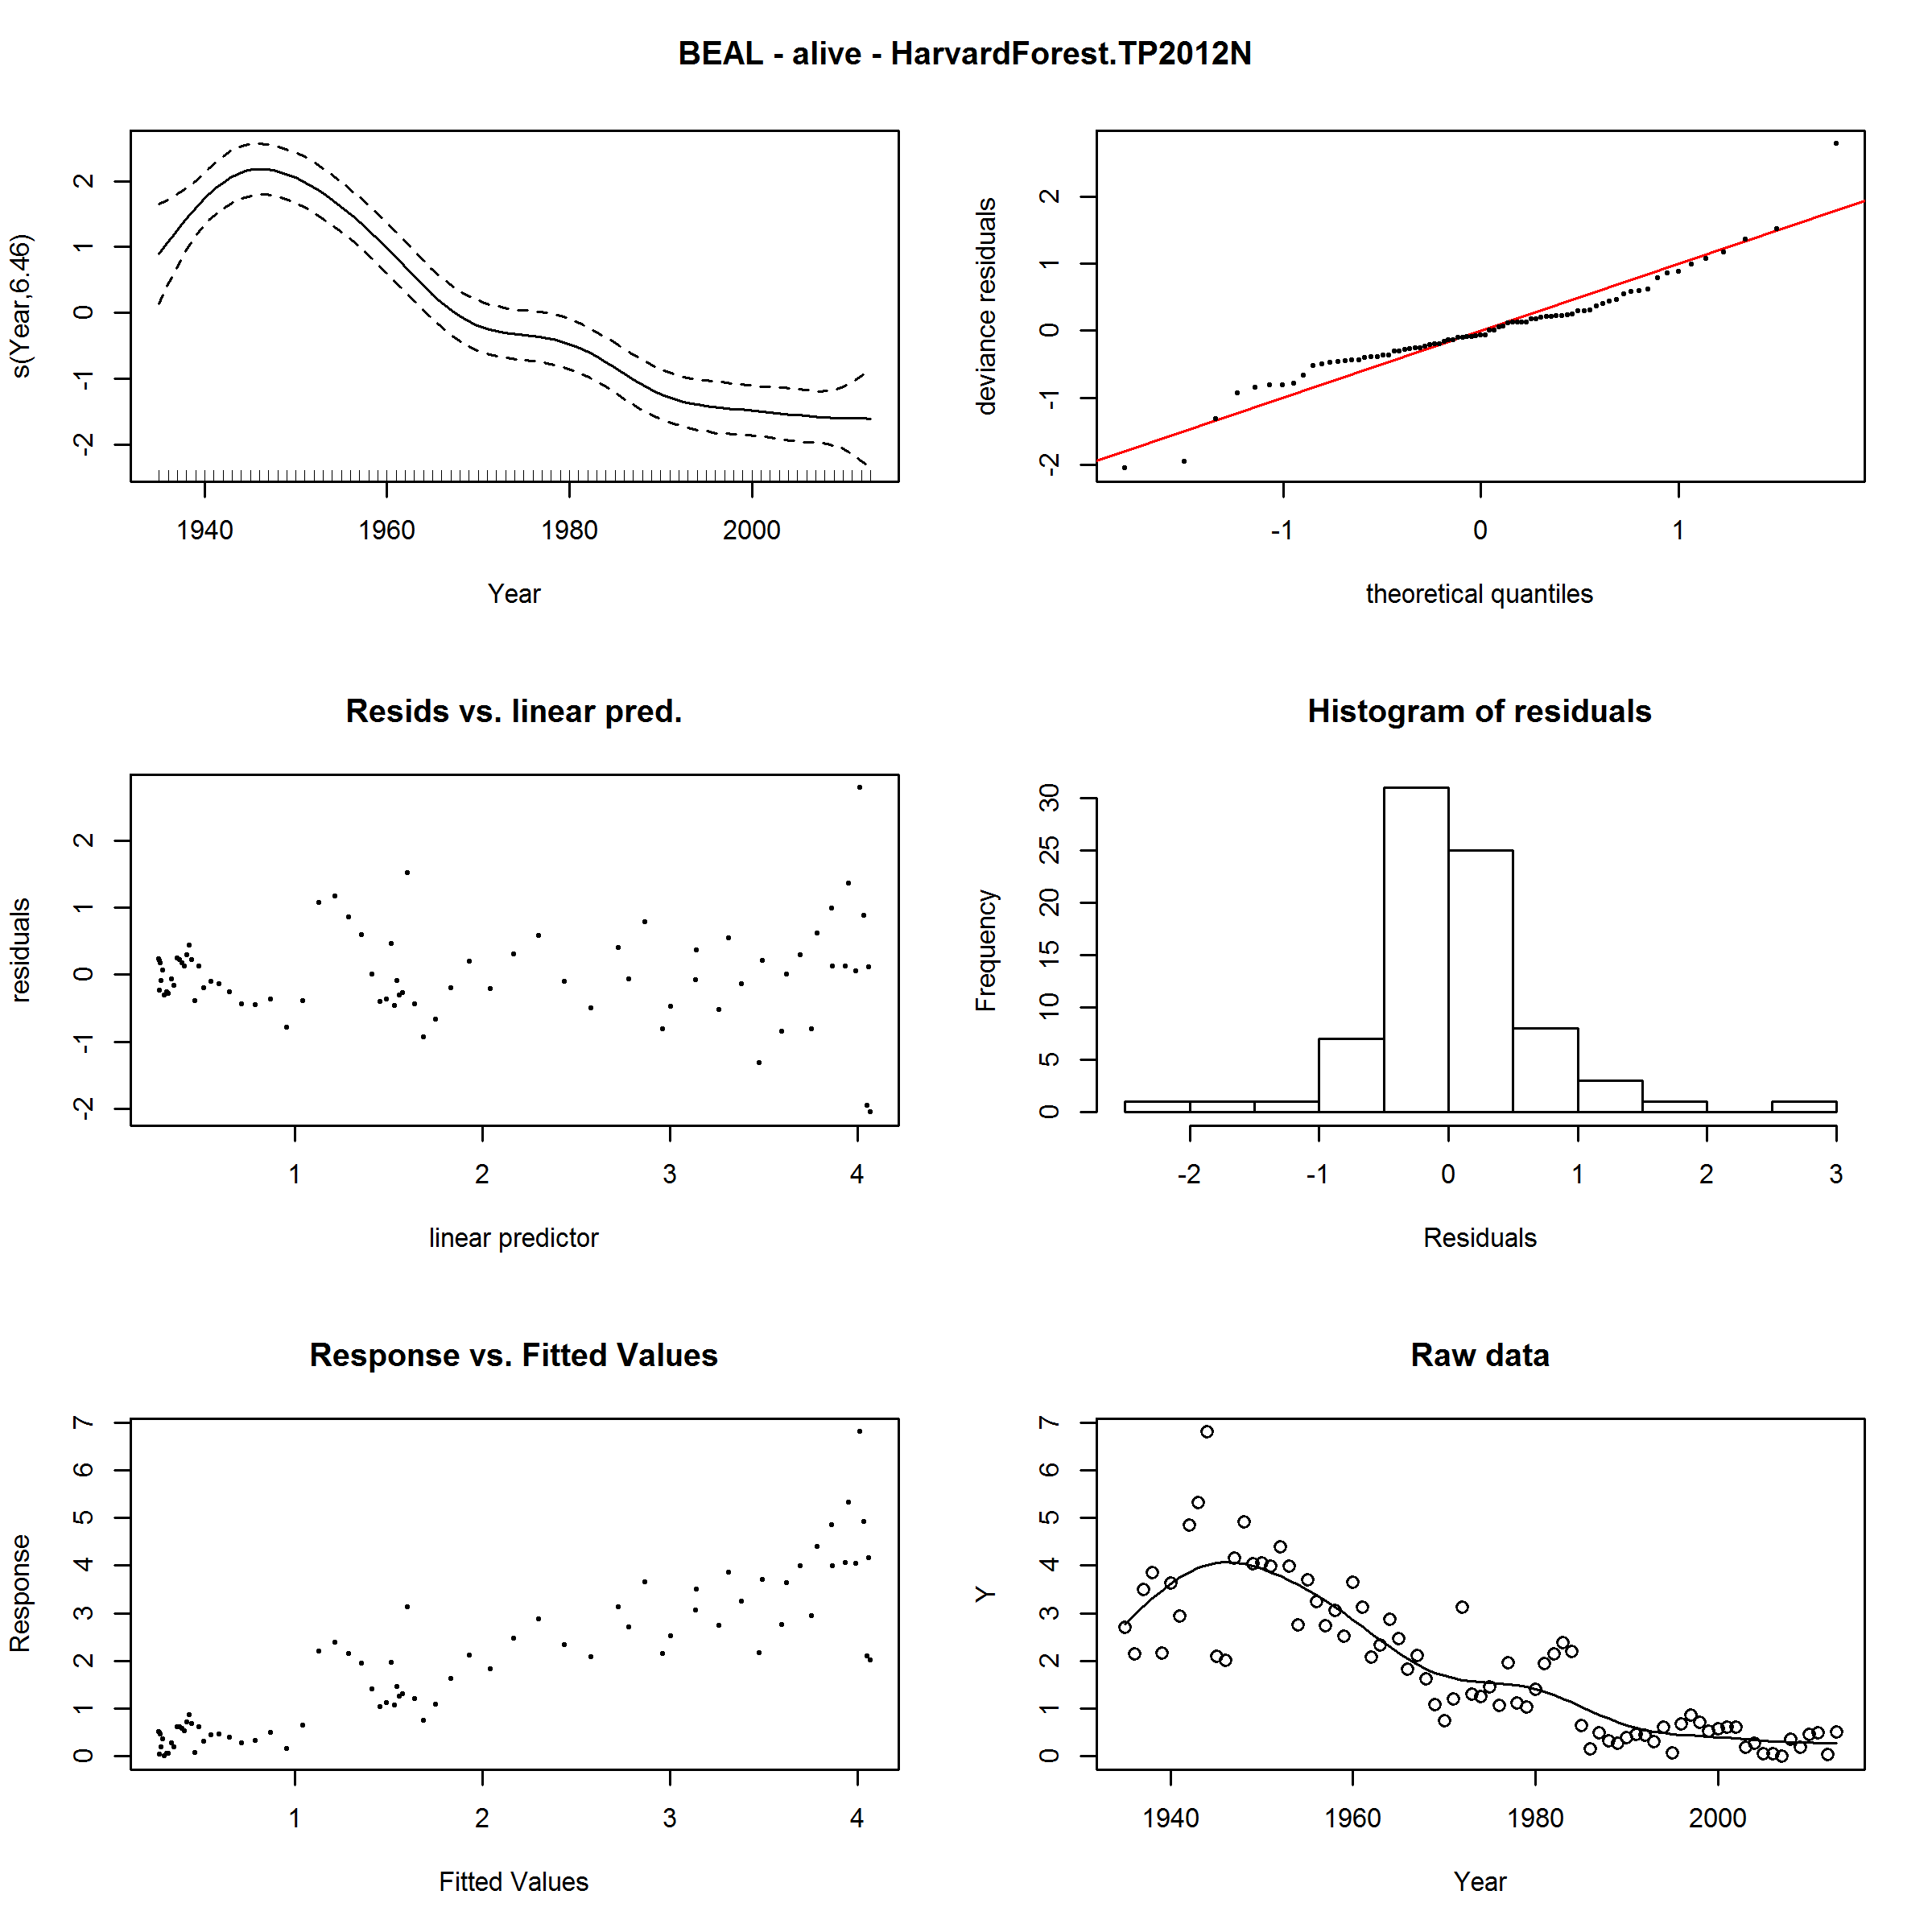 BEAL - alive - HarvardForest.TP2012N
s(Year,6.46)
2
1
0
-1
-2
1940 1960 1980 2000
Year
deviance residuals
2
1
0
-1
-2
-1 0 1
theoretical quantiles
Resids vs. linear pred.
residuals
2
1
0
-1
-2
1 2 3 4
linear predictor
Histogram of residuals
Frequency
30
25
20
15
10
5
0
-2 -1 0 1 2 3
Residuals
Response vs. Fitted Values
Response
7
6
5
4
3
2
1
0
1 2 3 4
Fitted Values
Raw data
Y
7
6
5
4
3
2
1
0
1940 1960 1980 2000
Year